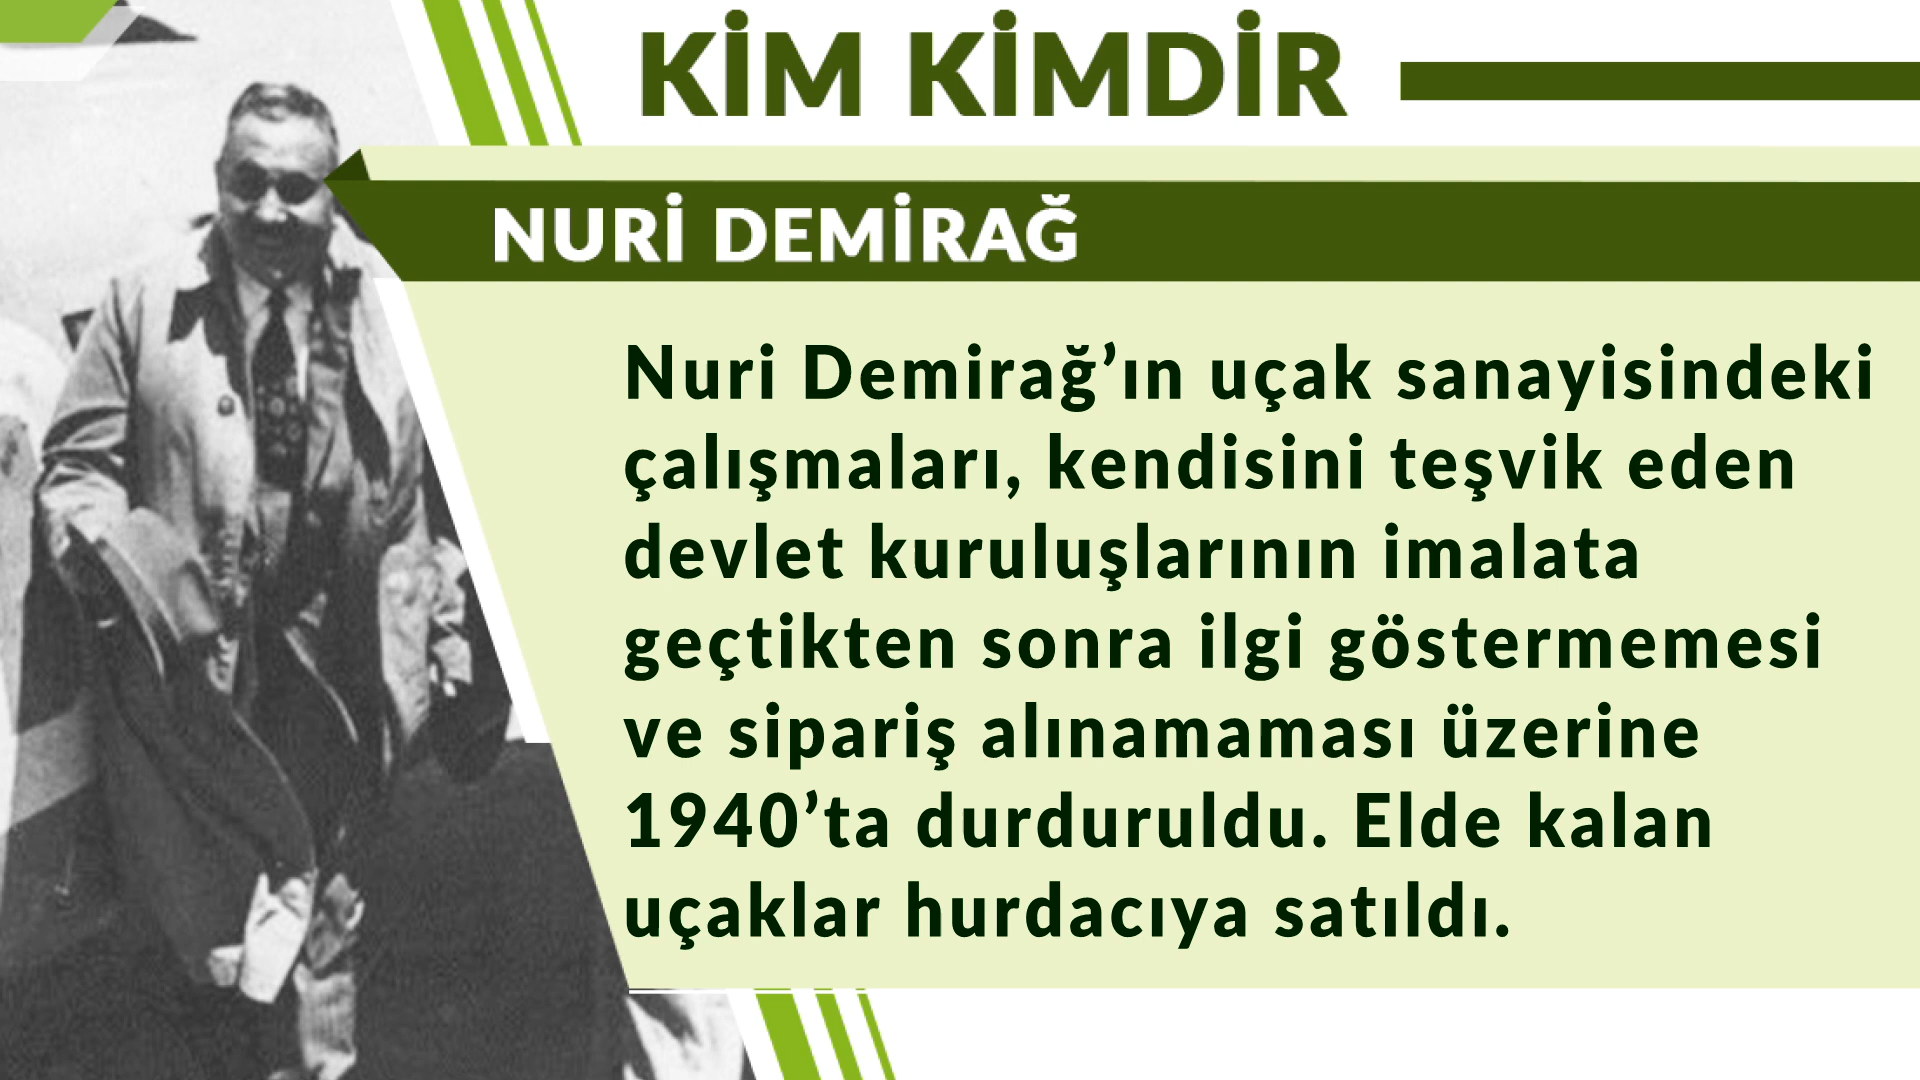 KİM KİMDİR
NURİ DEMİRAĞ
Nuri Demirağ’ın uçak sanayisindeki
çalışmaları, kendisini teşvik eden
devlet kuruluşlarının imalata
geçtikten sonra ilgi göstermemesi
ve sipariş alınamaması üzerine
1940’ta durduruldu. Elde kalan
uçaklar hurdacıya satıldı.